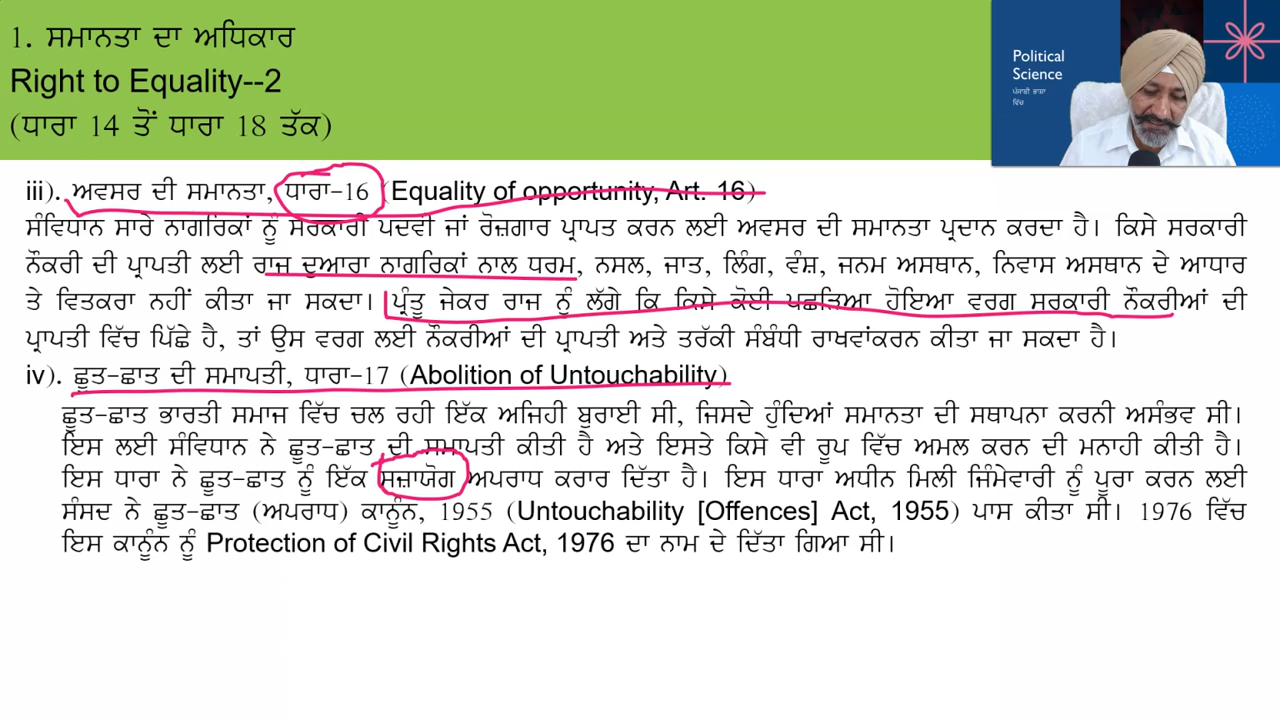 1. ਸਮਾਨਤਾ ਦਾ ਅਧਿਕਾਰ
Right to Equality--2
(ਧਾਰਾ 14 ਤੋਂ ਧਾਰਾ 18 ਤੱਕ)
Political
Science
ਪੰਜਾਬੀ ਭਾਸ਼ਾ
ਵਿੱਚ
iii). ਅਵਸਰ ਦੀ ਸਮਾਨਤਾ, ਧਾਰਾ-16 (Equality of opportunity, Art. 16)
ਸੰਵਿਧਾਨ ਸਾਰੇ ਨਾਗਰਿਕਾਂ ਨੂੰ ਸਰਕਾਰੀ ਪਦਵੀ ਜਾਂ ਰੋਜ਼ਗਾਰ ਪ੍ਰਾਪਤ ਕਰਨ ਲਈ ਅਵਸਰ ਦੀ ਸਮਾਨਤਾ ਪ੍ਰਦਾਨ ਕਰਦਾ ਹੈ। ਕਿਸੇ ਸਰਕਾਰੀ
ਨੌਕਰੀ ਦੀ ਪ੍ਰਾਪਤੀ ਲਈ ਰਾਜ ਦੁਆਰਾ ਨਾਗਰਿਕਾਂ ਨਾਲ ਧਰਮ, ਨਸਲ, ਜਾਤ, ਲਿੰਗ, ਵੰਸ਼, ਜਨਮ ਅਸਥਾਨ, ਨਿਵਾਸ ਅਸਥਾਨ ਦੇ ਆਧਾਰ
ਤੇ ਵਿਤਕਰਾ ਨਹੀਂ ਕੀਤਾ ਜਾ ਸਕਦਾ। ਪ੍ਰੰਤੂ ਜੇਕਰ ਰਾਜ ਨੂੰ ਲੱਗੇ ਕਿ ਕਿਸੇ ਕੋਈ ਪਛੜਿਆ ਹੋਇਆ ਵਰਗ ਸਰਕਾਰੀ ਨੌਕਰੀਆਂ ਦੀ
ਪ੍ਰਾਪਤੀ ਵਿੱਚ ਪਿੱਛੇ ਹੈ, ਤਾਂ ਉਸ ਵਰਗ ਲਈ ਨੌਕਰੀਆਂ ਦੀ ਪ੍ਰਾਪਤੀ ਅਤੇ ਤਰੱਕੀ ਸੰਬੰਧੀ ਰਾਖਵਾਂਕਰਨ ਕੀਤਾ ਜਾ ਸਕਦਾ ਹੈ।
iv). ਛੂਤ-ਛਾਤ ਦੀ ਸਮਾਪਤੀ, ਧਾਰਾ-17 (Abolition of Untouchability)
ਛੂਤ-ਛਾਤ ਭਾਰਤੀ ਸਮਾਜ ਵਿੱਚ ਚਲ ਰਹੀ ਇੱਕ ਅਜਿਹੀ ਬੁਰਾਈ ਸੀ, ਜਿਸਦੇ ਹੁੰਦਿਆਂ ਸਮਾਨਤਾ ਦੀ ਸਥਾਪਨਾ ਕਰਨੀ ਅਸੰਭਵ ਸੀ।
ਇਸ ਲਈ ਸੰਵਿਧਾਨ ਨੇ ਛੂਤ-ਛਾਤ ਦੀ ਸਮਾਪਤੀ ਕੀਤੀ ਹੈ ਅਤੇ ਇਸਤੇ ਕਿਸੇ ਵੀ ਰੂਪ ਵਿੱਚ ਅਮਲ ਕਰਨ ਦੀ ਮਨਾਹੀ ਕੀਤੀ ਹੈ।
ਇਸ ਧਾਰਾ ਨੇ ਛੂਤ-ਛਾਤ ਨੂੰ ਇੱਕ ਸਜ਼ਾਯੋਗ ਅਪਰਾਧ ਕਰਾਰ ਦਿੱਤਾ ਹੈ। ਇਸ ਧਾਰਾ ਅਧੀਨ ਮਿਲੀ ਜਿੰਮੇਵਾਰੀ ਨੂੰ ਪੂਰਾ ਕਰਨ ਲਈ
ਸੰਸਦ ਨੇ ਛੂਤ-ਛਾਤ (ਅਪਰਾਧ) ਕਾਨੂੰਨ, 1955 (Untouchability [Offences] Act, 1955) ਪਾਸ ਕੀਤਾ ਸੀ। 1976 ਵਿੱਚ
ਇਸ ਕਾਨੂੰਨ ਨੂੰ Protection of Civil Rights Act, 1976 ਦਾ ਨਾਮ ਦੇ ਦਿੱਤਾ ਗਿਆ ਸੀ।